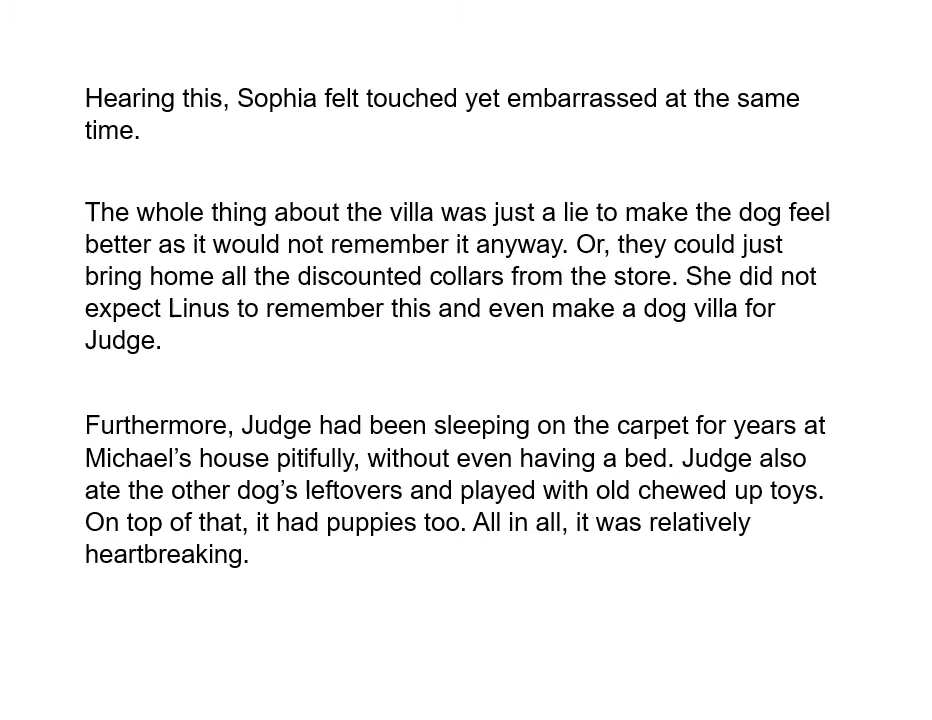 Hearing this, Sophia felt touched yet embarrassed at the same
time.
The whole thing about the villa was just a lie to make the dog feel
better as it would not remember it anyway. Or, they could just
bring home all the discounted collars from the store. She did not
expect Linus to remember this and even make a dog villa for
Judge.
Furthermore, Judge had been sleeping on the carpet for years at
Michael’s house pitifully, without even having a bed. Judge also
ate the other dog’s leftovers and played with old chewed up toys.
On top of that, it had puppies too. All in all, it was relatively
heartbreaking.